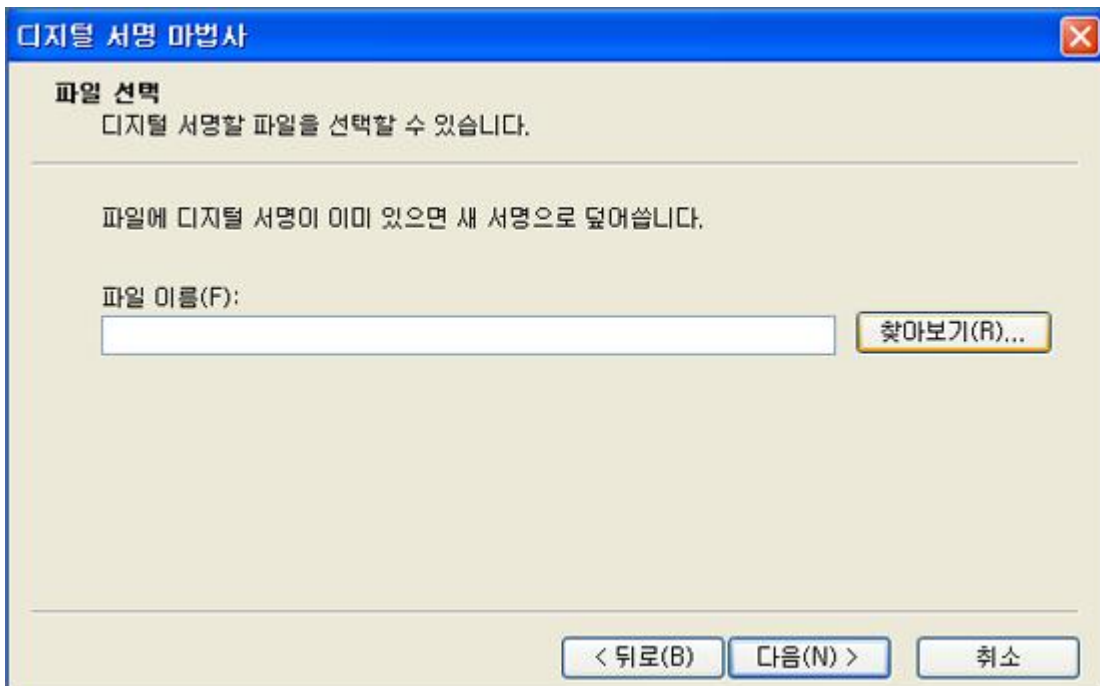 디지털 서명 마법사
파일 선택
디지털 서명할 파일을 선택할 수 있습니다.
파일에 디지털 서명이 이미 있으면 새 서명으로 덮어씁니다.
파일 이름(F):
찾아보기(R)...
< 뒤로(B) 다음(N) > 취소